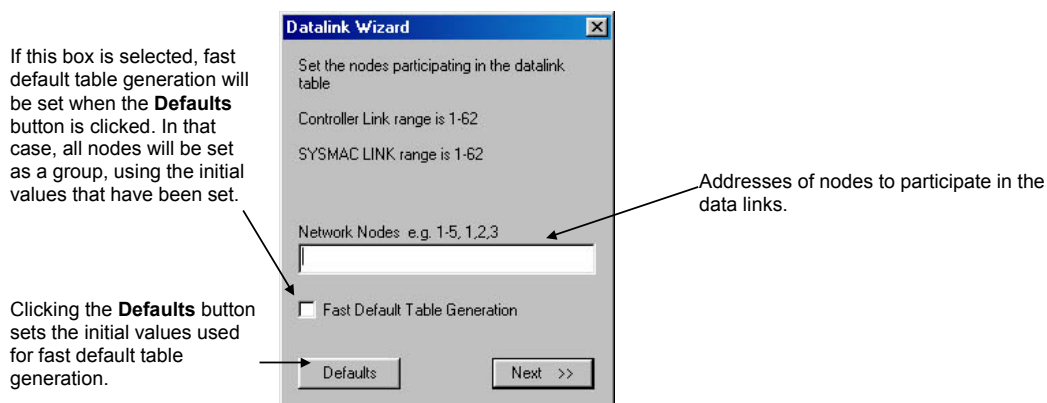 If this box is selected, fast
default table generation will
be set when the Defaults
button is clicked. In that
case, all nodes will be set
as a group, using the initial
values that have been set.
Clicking the Defaults button
sets the initial values used
for fast default table
generation.
Datalink Wizard
Set the nodes participating in the datalink
table
Controller Link range is 1-62
SYSMAC LINK range is 1-62
Network Nodes e.g. 1-5, 1,2,3
Fast Default Table Generation
Defaults
Next >>
Addresses of nodes to participate in the
data links.